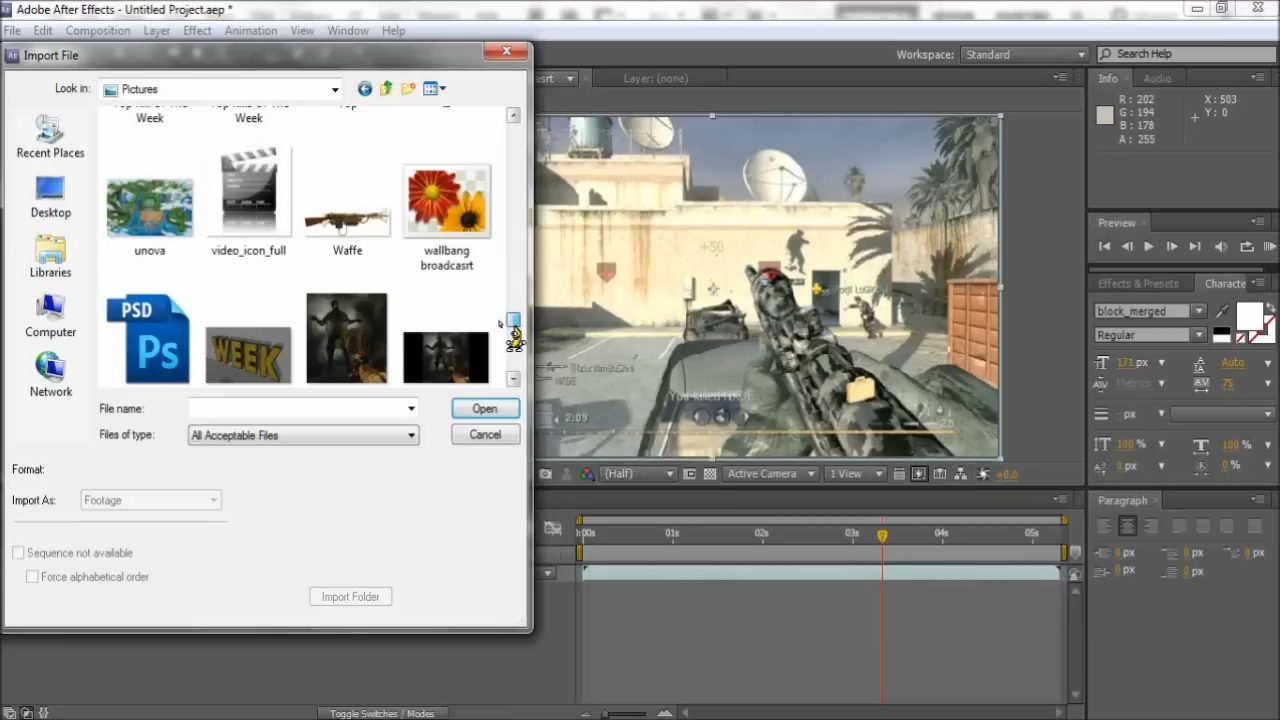 Adobe After Effects - Untitled Project.aep *
File Edit Composition Layer Effect Animation View Window Help
Import File
Workspace: Standard
Search Help
Look in: Pictures
Layer: (none)
Info Audio
R: 202
G: 194
B: 178
A: 255
X: 503
Y: 0
Recent Places
Desktop
Libraries
Computer
Network
Week
Week
unova
video_icon_full
Waffe
wallbang
broadcasrt
PSD
Ps
WEEK
File name:
Open
Files of type: All Acceptable Files
Cancel
Format:
Import As: Footage
Sequence not available
Force alphabetical order
Import Folder
+50
2:09
(Half)
Active Camera
1 View
+0,0
Preview
Effects & Presets
Characte
block_merged
Regular
171 px
Auto
Metrics
75
px
100 %
100 %
0 px
0 %
Paragraph
0 px
0 px
0 px
0 px
0 px
:00s 01s 02s 03s 04s 05s
Toggle Switches / Modes